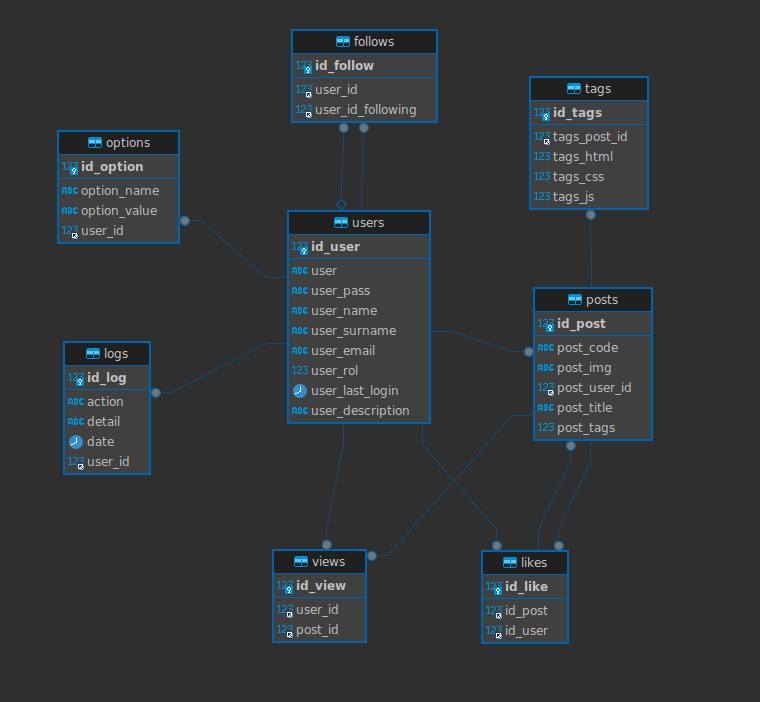 follows
123 id_follow
123 user_id
123 user_id_following
tags
123 id_tags
123 tags_post_id
123 tags_html
123 tags_css
123 tags_js
options
123 id_option
ABC option_name
ABC option_value
123 user_id
users
123 id_user
ABC user
ABC user_pass
ABC user_name
ABC user_surname
ABC user_email
123 user_rol
user_last_login
ABC user_description
posts
123 id_post
ABC post_code
ABC post_img
123 post_user_id
ABC post_title
123 post_tags
logs
123 id_log
ABC action
ABC detail
date
123 user_id
views
123 id_view
123 user_id
123 post_id
likes
123 id_like
123 id_post
123 id_user